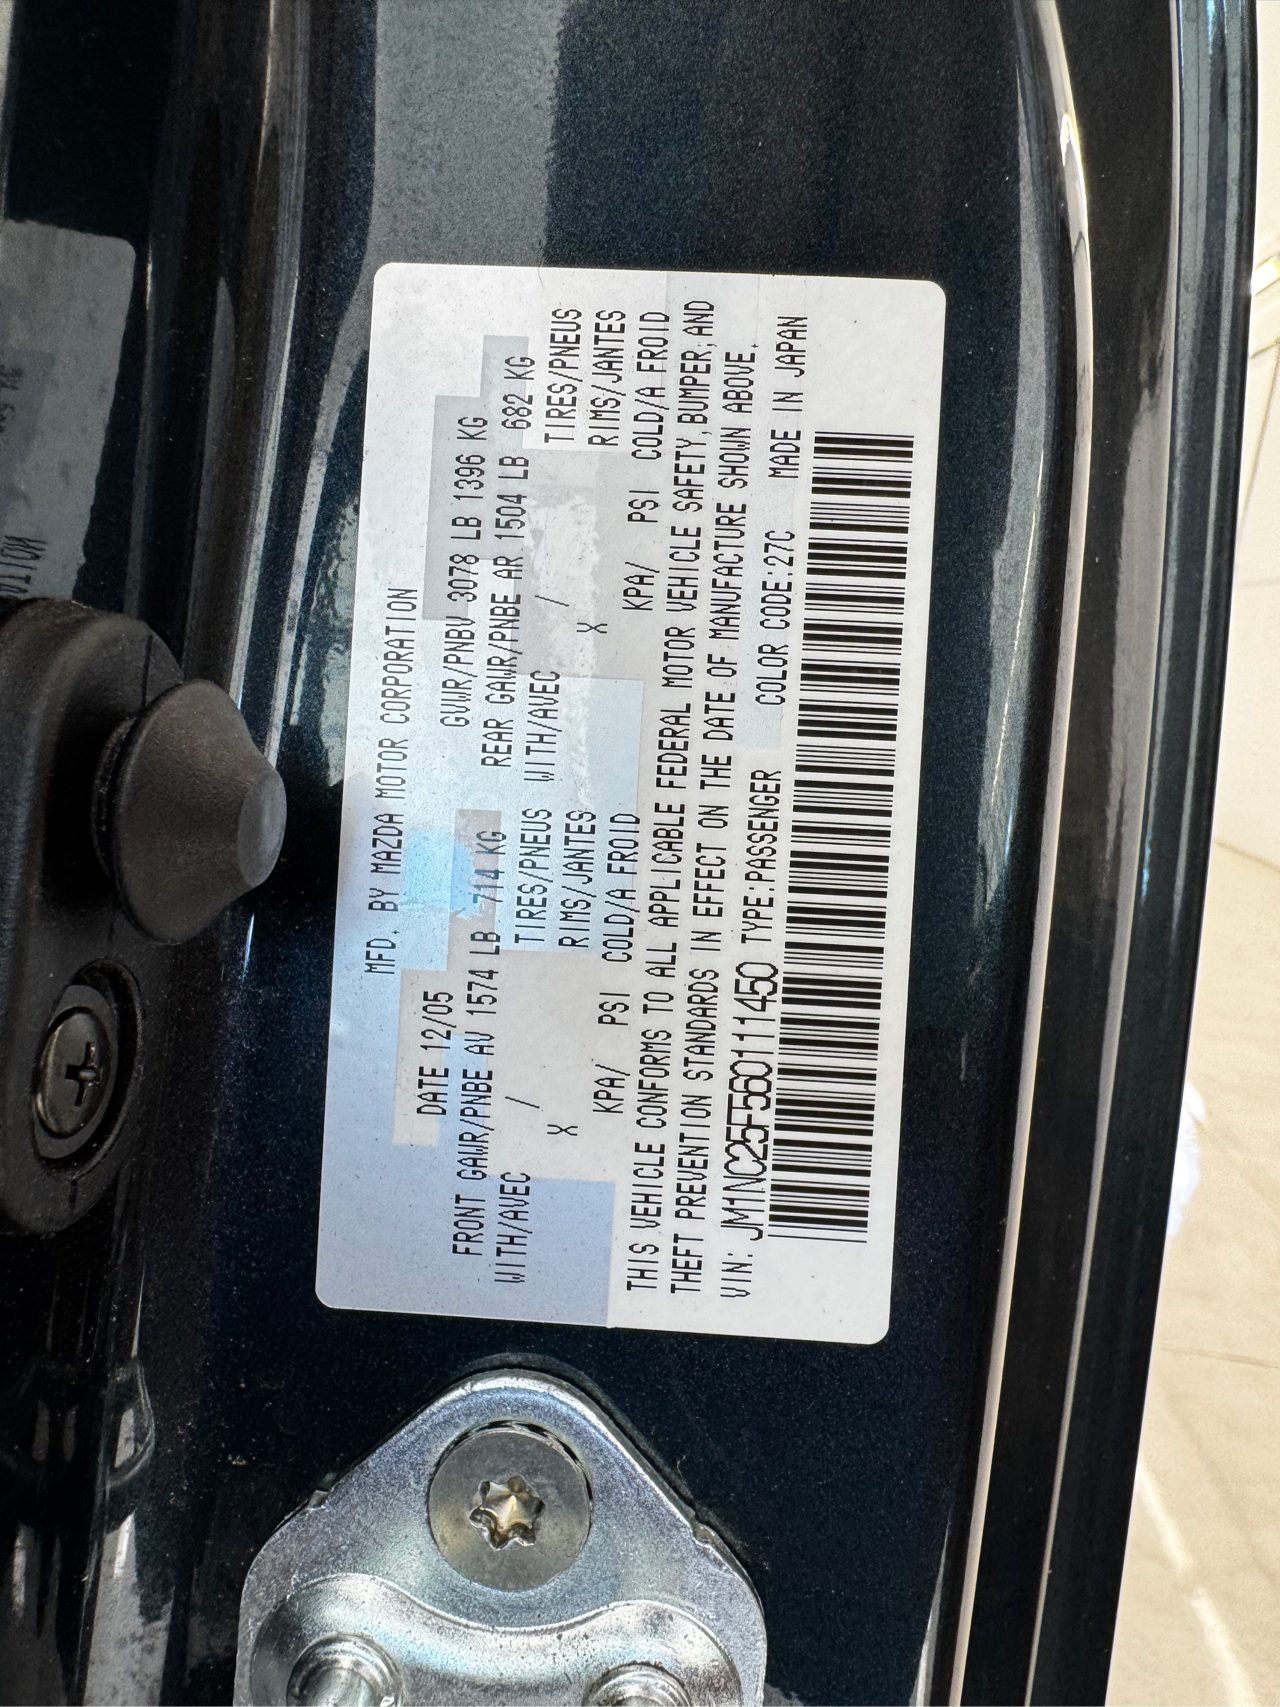 MFD. BY MAZDA MOTOR CORPORATION
DATE 12/05 GVWR/PNBV 3078 LB 1396 KG
FRONT GAWR/PNBE AV 1574 LB 714 KG REAR GAWR/PNBE AR 1504 LB 682 KG
WITH/AVEC / TIRES/PNEUS WITH/AVEC / TIRES/PNEUS
X RIMS/JANTES X RIMS/JANTES
KPA/ PSI COLD/A FROID KPA/ PSI COLD/A FROID
THIS VEHICLE CONFORMS TO ALL APPLICABLE FEDERAL MOTOR VEHICLE SAFETY, BUMPER, AND
THEFT PREVENTION STANDARDS IN EFFECT ON THE DATE OF MANUFACTURE SHOWN ABOVE.
VIN: JM1NC25F560111450 TYPE:PASSENGER COLOR CODE:27C MADE IN JAPAN